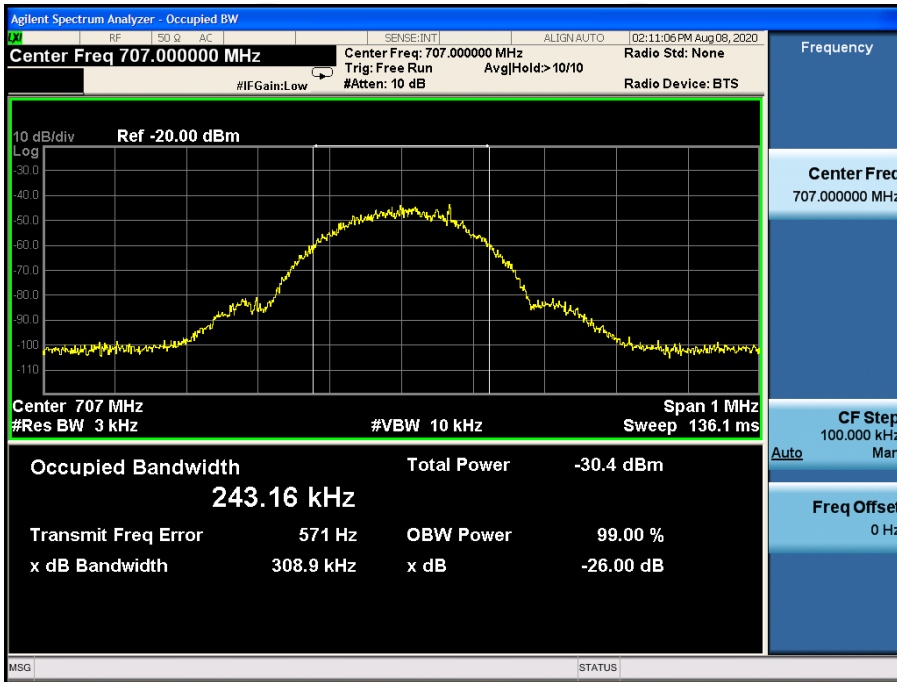 Agilent Spectrum Analyzer - Occupied BW
LXI RF 50 Ω AC SENSE:INT ALIGN AUTO 02:11:06 PM Aug 08, 2020
Center Freq 707.000000 MHz
Center Freq: 707.000000 MHz
Radio Std: None
Trig: Free Run Avg|Hold:> 10/10
#IFGain:Low
#Atten: 10 dB
Radio Device: BTS
Frequency
10 dB/div Ref -20.00 dBm
Log
-30.0
-40.0
-50.0
-60.0
-70.0
-80.0
-90.0
-100
-110
Center Freq
707.000000 MHz
Center 707 MHz
Span 1 MHz
#Res BW 3 kHz
#VBW 10 kHz
Sweep 136.1 ms
CF Step
100.000 kHz
Auto Man
Occupied Bandwidth
Total Power -30.4 dBm
243.16 kHz
Transmit Freq Error 571 Hz
OBW Power 99.00 %
x dB Bandwidth 308.9 kHz
x dB -26.00 dB
Freq Offset
0 Hz
MSG
STATUS